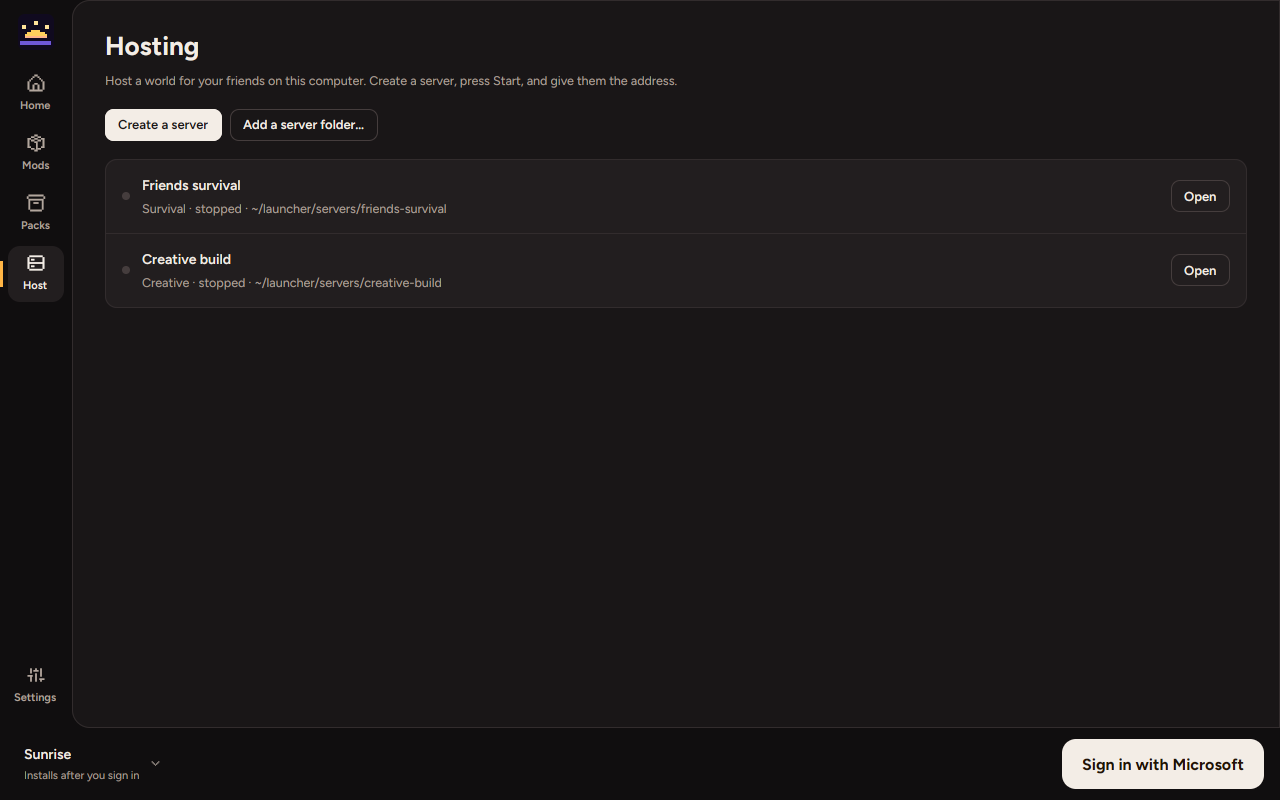 Home
Mods
Packs
Host
Settings
Hosting
Host a world for your friends on this computer. Create a server, press Start, and give them the address.
Create a server
Add a server folder...
Friends survival
Survival · stopped · ~/launcher/servers/friends-survival
Open
Creative build
Creative · stopped · ~/launcher/servers/creative-build
Open
Sunrise
Installs after you sign in
Sign in with Microsoft